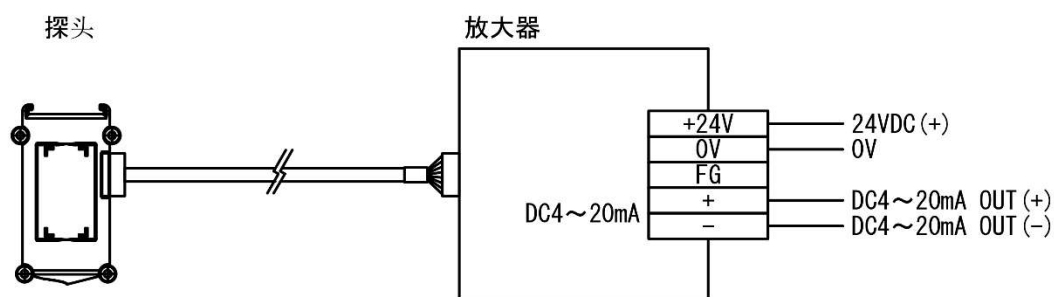 探头
放大器
+24V 24VDC(+)
0V 0V
FG
+ DC4～20mA OUT(+)
DC4～20mA
- DC4～20mA OUT(-)